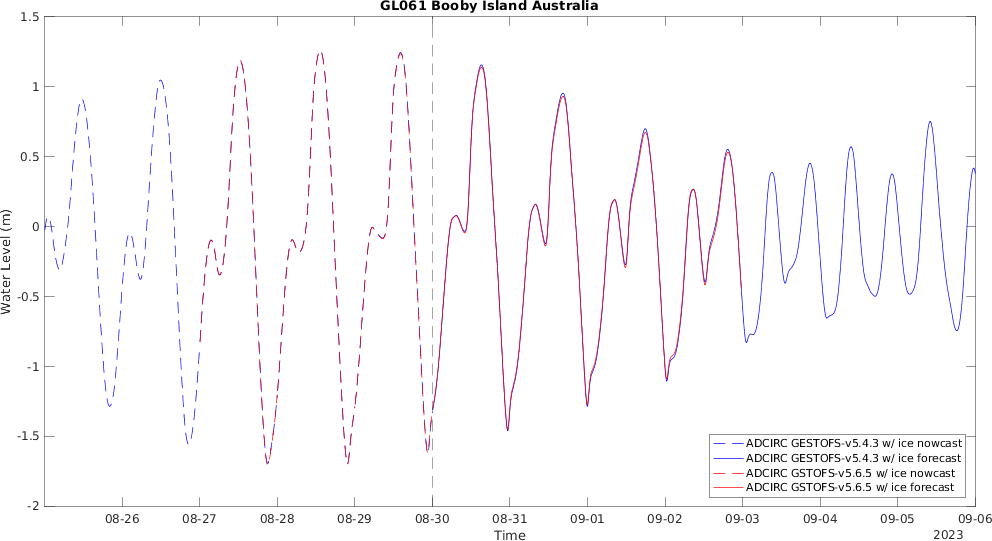 GL061 Booby Island Australia
1.5
1
0.5
0
-0.5
-1
-1.5
-2
Water Level (m)
08-26 08-27 08-28 08-29 08-30 08-31 09-01 09-02 09-03 09-04 09-05 09-06
Time
2023
ADCIRC GESTOFS-v5.4.3 w/ ice nowcast
ADCIRC GESTOFS-v5.4.3 w/ ice forecast
ADCIRC GSTOFS-v5.6.5 w/ ice nowcast
ADCIRC GSTOFS-v5.6.5 w/ ice forecast